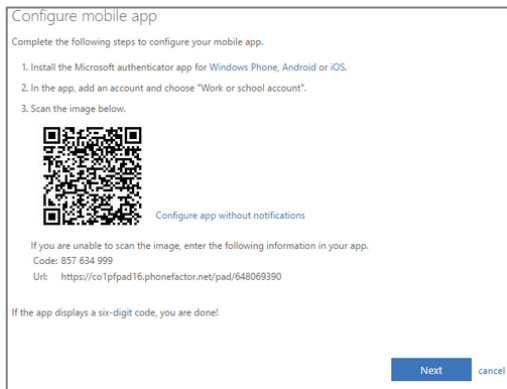 Configure mobile app
Complete the following steps to configure your mobile app.
1. Install the Microsoft authenticator app for Windows Phone, Android or iOS.
2. In the app, add an account and choose "Work or school account".
3. Scan the image below.
Configure app without notifications
If you are unable to scan the image, enter the following information in your app.
Code: 857 634 999
Url: https://co1pfpad16.phonefactor.net/pad/648069390
If the app displays a six-digit code, you are done!
Next cancel